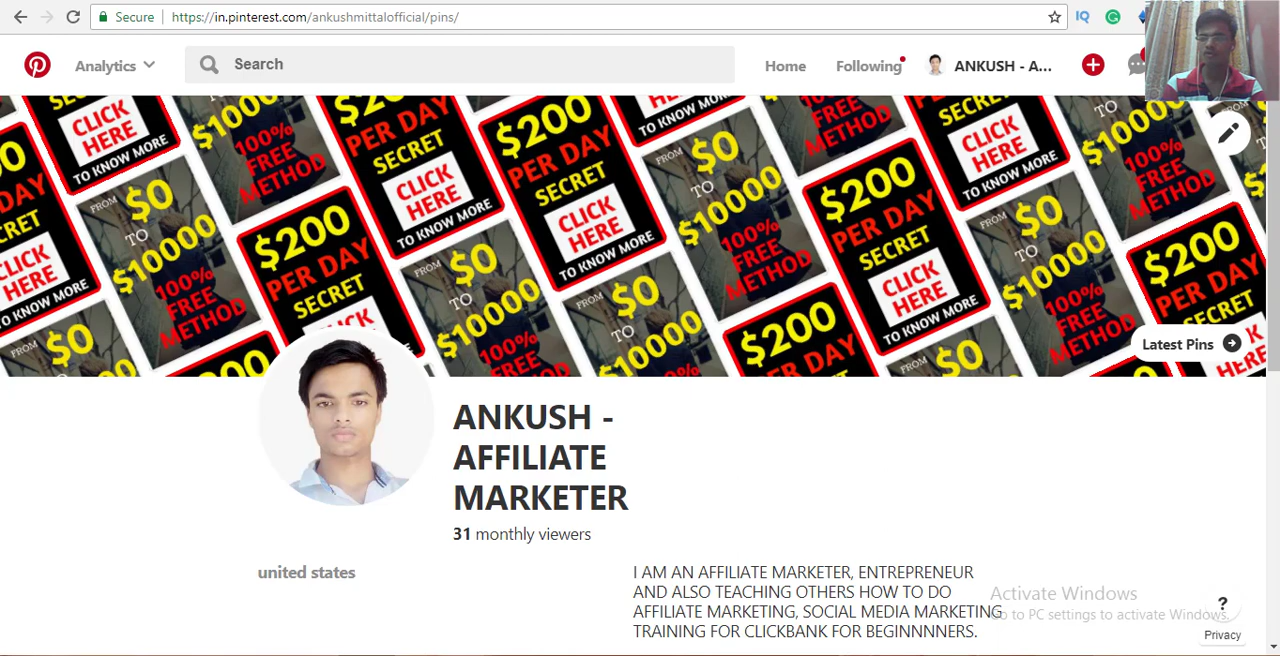 Secure
https://in.pinterest.com/ankushmittalofficial/pins/
IQ
Analytics
Search
Home
Following
ANKUSH - A...
$200
PER DAY
SECRET
CLICK
HERE
TO KNOW MORE
FROM
$0
TO
$10000
100%
FREE
METHOD
Latest Pins
ANKUSH -
AFFILIATE
MARKETER
31 monthly viewers
united states
I AM AN AFFILIATE MARKETER, ENTREPRENEUR
AND ALSO TEACHING OTHERS HOW TO DO
AFFILIATE MARKETING, SOCIAL MEDIA MARKETING
TRAINING FOR CLICKBANK FOR BEGINNNNERS.
Activate Windows
Go to PC settings to activate Windows.
?
Privacy